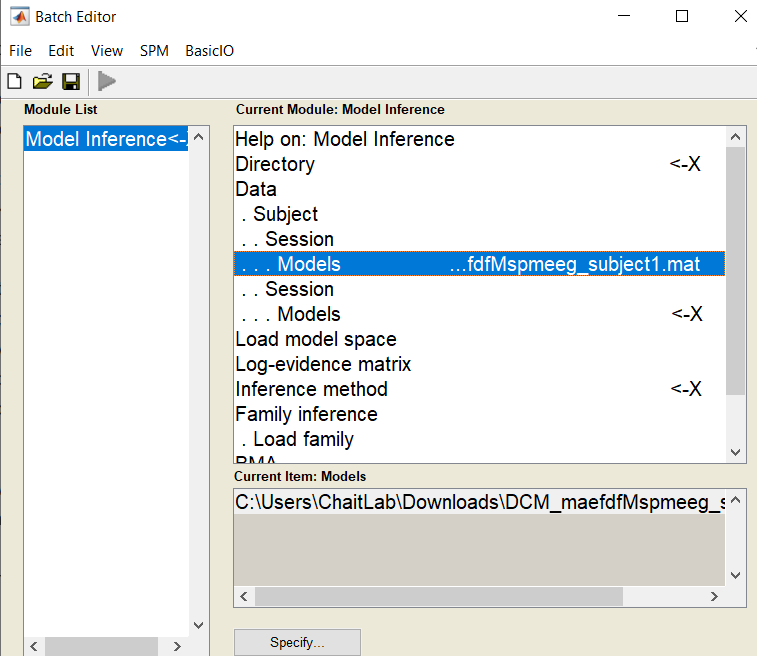 Batch Editor
File Edit View SPM BasicIO
Module List
Model Inference<-X
Current Module: Model Inference
Help on: Model Inference
Directory <-X
Data
. Subject
. . Session
. . . Models ...fdfMspmeeg_subject1.mat
. . Session
. . . Models <-X
Load model space
Log-evidence matrix
Inference method <-X
Family inference
. Load family
BMA
Current Item: Models
C:\Users\ChaitLab\Downloads\DCM_maefdfMspmeeg_s
Specify...